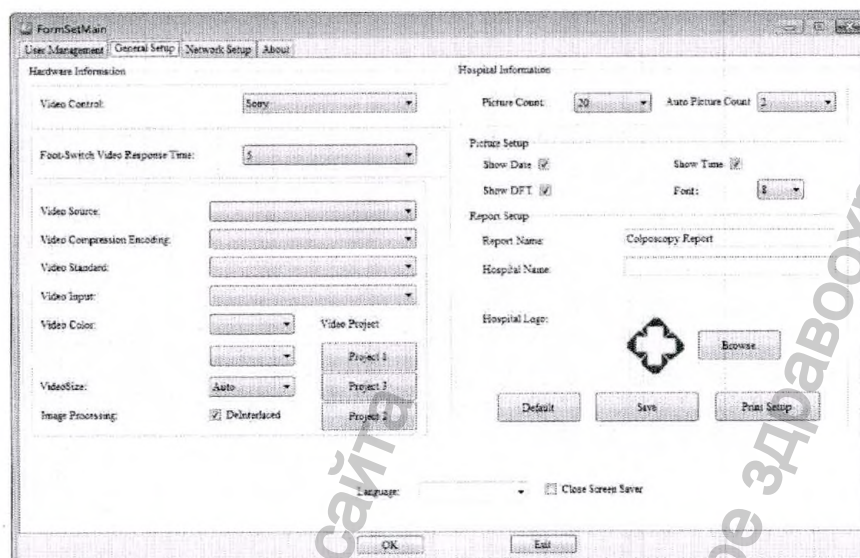 FormSetMain
User Management General Setup Network Setup About
Hardware Information
Video Control: Sony
Foot-Switch Video Response Time: 5
Video Source:
Video Compression Encoding:
Video Standard:
Video Input:
Video Color: Video Project
Project 1
VideoSize: Auto Project 3
Image Processing: DeInterlaced Project 2
Hospital Information
Picture Count: 20 Auto Picture Count 2
Picture Setup
Show Date Show Time
Show DFT Font: 8
Report Setup
Report Name: Colposcopy Report
Hospital Name:
Hospital Logo:
Browse
Default Save Print Setup
Language: Close Screen Saver
OK Exit
сайта
ре здравоохр